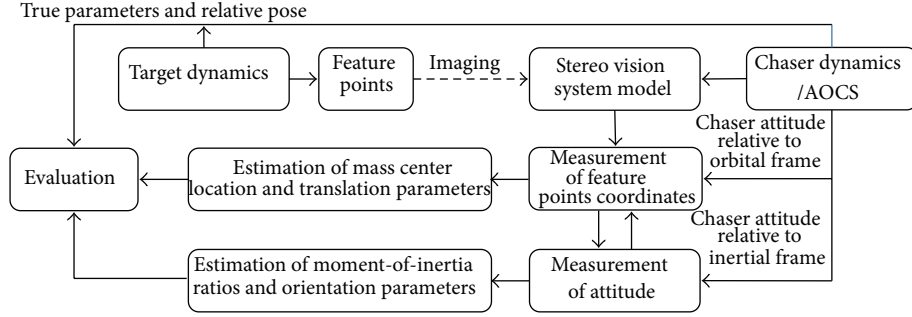 True parameters and relative pose
Target dynamics
Feature
points
Imaging
Stereo vision
system model
Chaser dynamics
/AOCS
Chaser attitude
relative to
orbital frame
Evaluation
Estimation of mass center
location and translation parameters
Measurement
of feature
points coordinates
Chaser attitude
relative to
inertial frame
Estimation of moment-of-inertia
ratios and orientation parameters
Measurement
of attitude